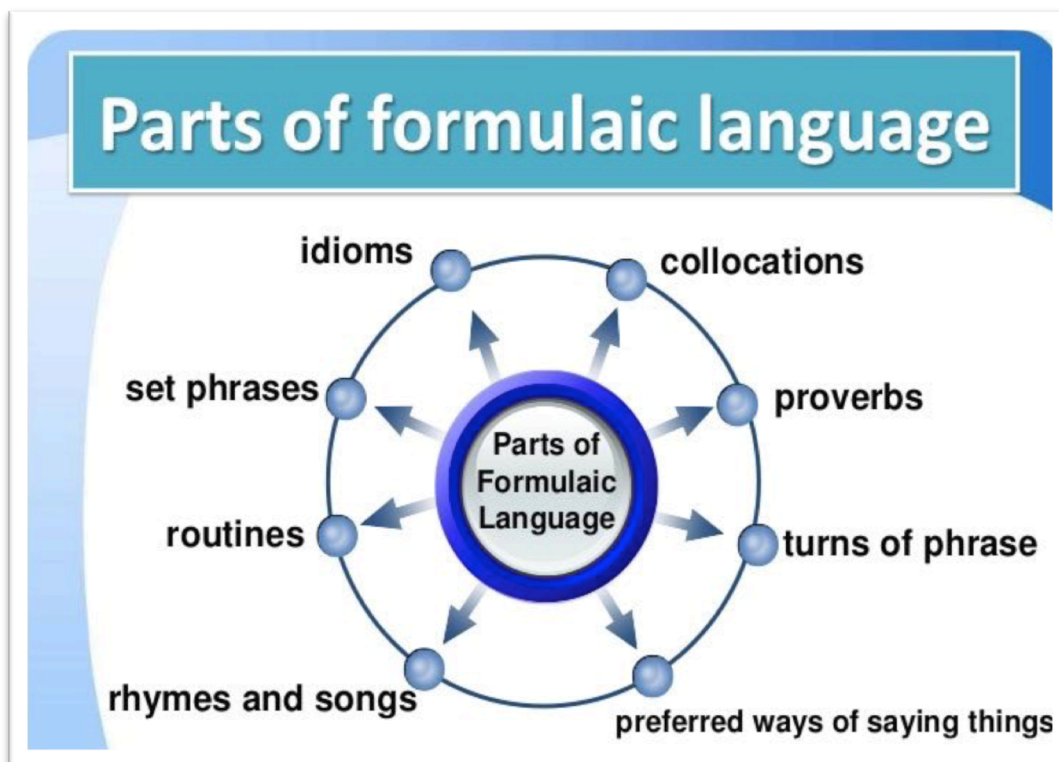 Parts of formulaic language
idioms
collocations
set phrases
proverbs
Parts of
Formulaic
Language
routines
turns of phrase
rhymes and songs
preferred ways of saying things